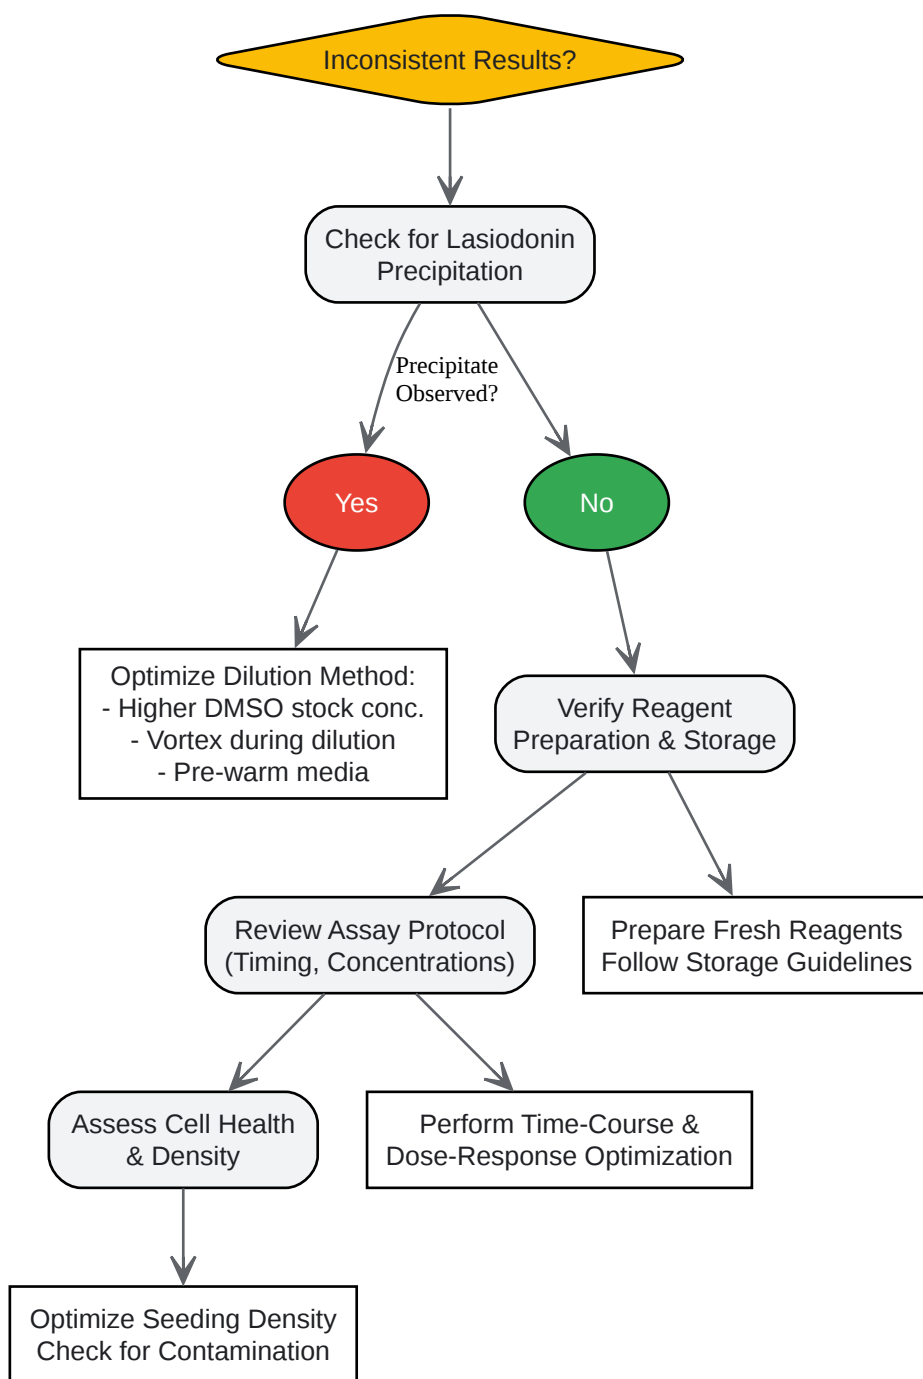 Inconsistent Results?
Check for Lasiodonin
Precipitation
Precipitate
Observed?
Yes
No
Optimize Dilution Method:
- Higher DMSO stock conc.
- Vortex during dilution
- Pre-warm media
Verify Reagent
Preparation & Storage
Review Assay Protocol
(Timing, Concentrations)
Prepare Fresh Reagents
Follow Storage Guidelines
Assess Cell Health
& Density
Perform Time-Course &
Dose-Response Optimization
Optimize Seeding Density
Check for Contamination